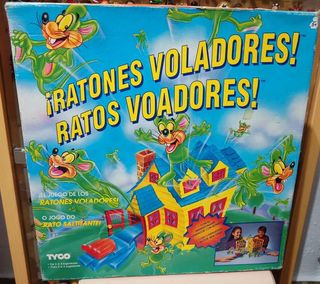 ¡RATONES VOLADORES!
RATOS VOADORES!
¡EL JUEGO DE LOS
RATONES VOLADORES!
O JOGO DO
RATO SALTITANTE!
TYCO